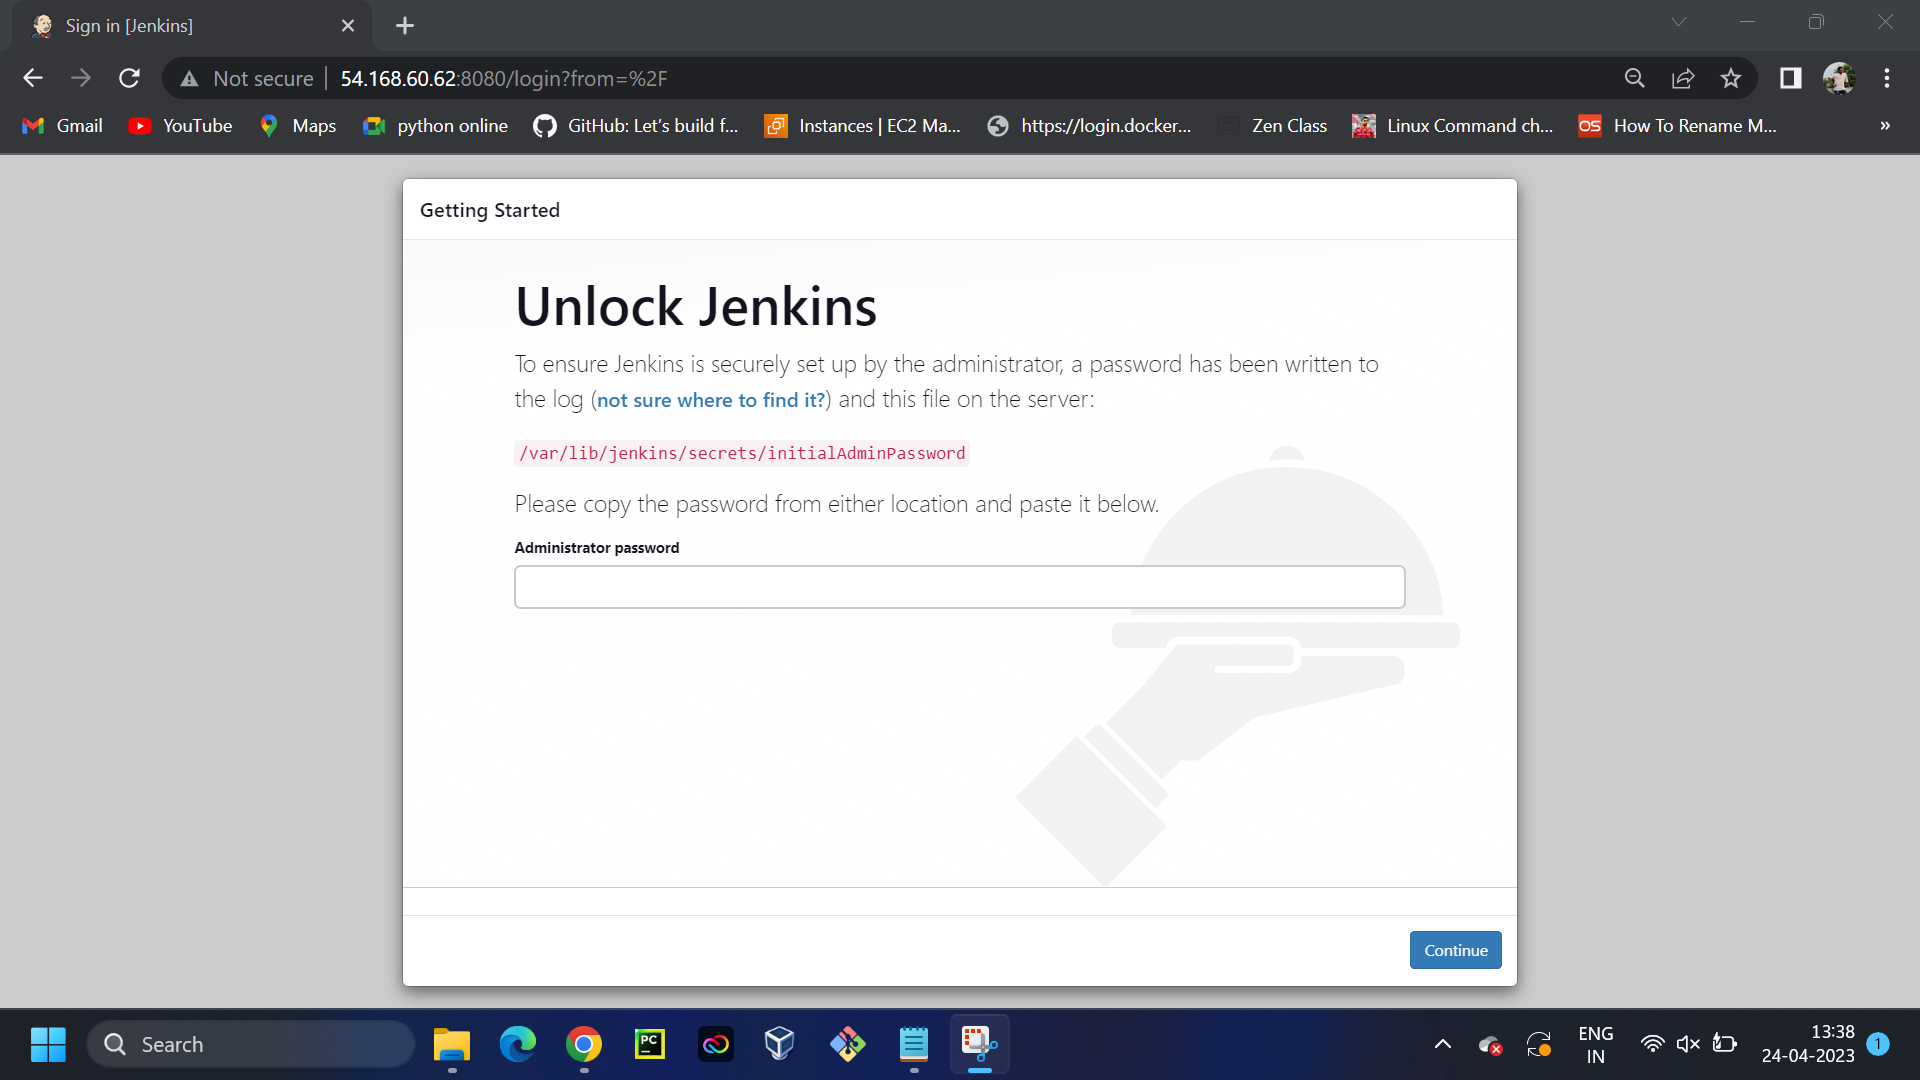 Sign in [Jenkins]
Not secure
54.168.60.62:8080/login?from=%2F
Gmail
YouTube
Maps
python online
GitHub: Let's build f...
Instances | EC2 Ma...
https://login.docker...
Zen Class
Linux Command ch...
OS
How To Rename M...
»
Getting Started
Unlock Jenkins
To ensure Jenkins is securely set up by the administrator, a password has been written to
the log (not sure where to find it?) and this file on the server:
/var/lib/jenkins/secrets/initialAdminPassword
Please copy the password from either location and paste it below.
Administrator password
Continue
Search
PC
ENG
IN
13:38
24-04-2023
1